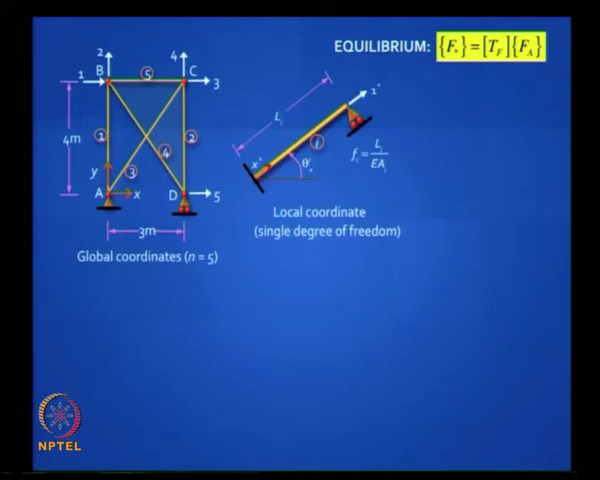 EQUILIBRIUM: {F*} = [T_F]{F_A}
2 4
B 5 C
1 3
L_i
1*
4m
1 2
i
4
x* θ^i_x
f_i = L_i / EA_i
y 3
A x D 5
3m
Local coordinate
(single degree of freedom)
Global coordinates (n = 5)
NPTEL